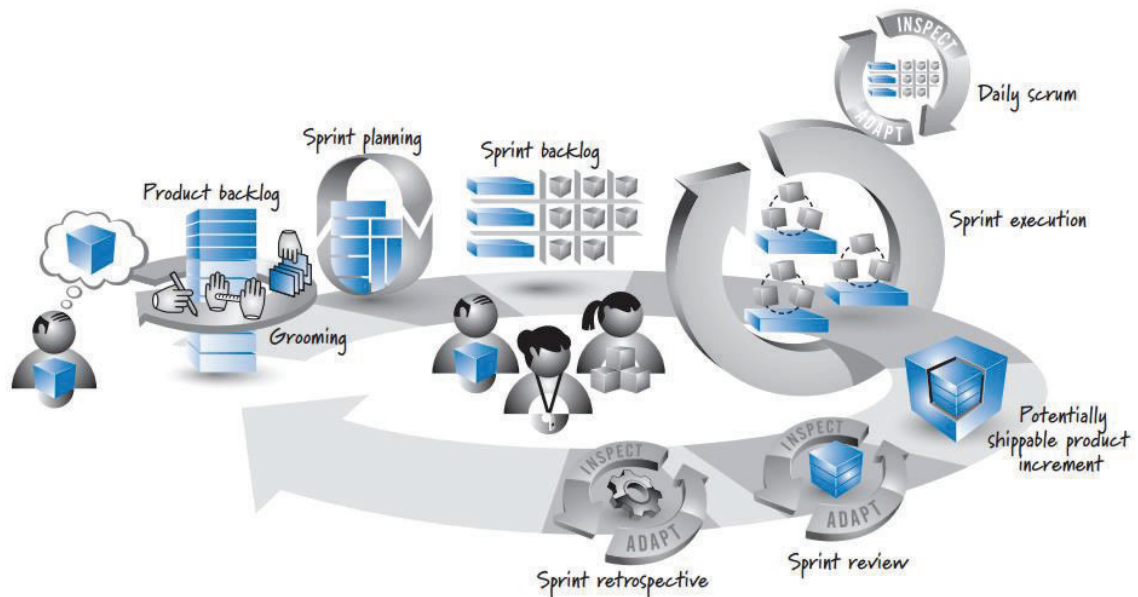 INSPECT
ADAPT
Daily scrum
Sprint planning
Sprint backlog
Product backlog
Sprint execution
Grooming
Potentially
shippable product
increment
INSPECT
ADAPT
Sprint review
INSPECT
ADAPT
Sprint retrospective